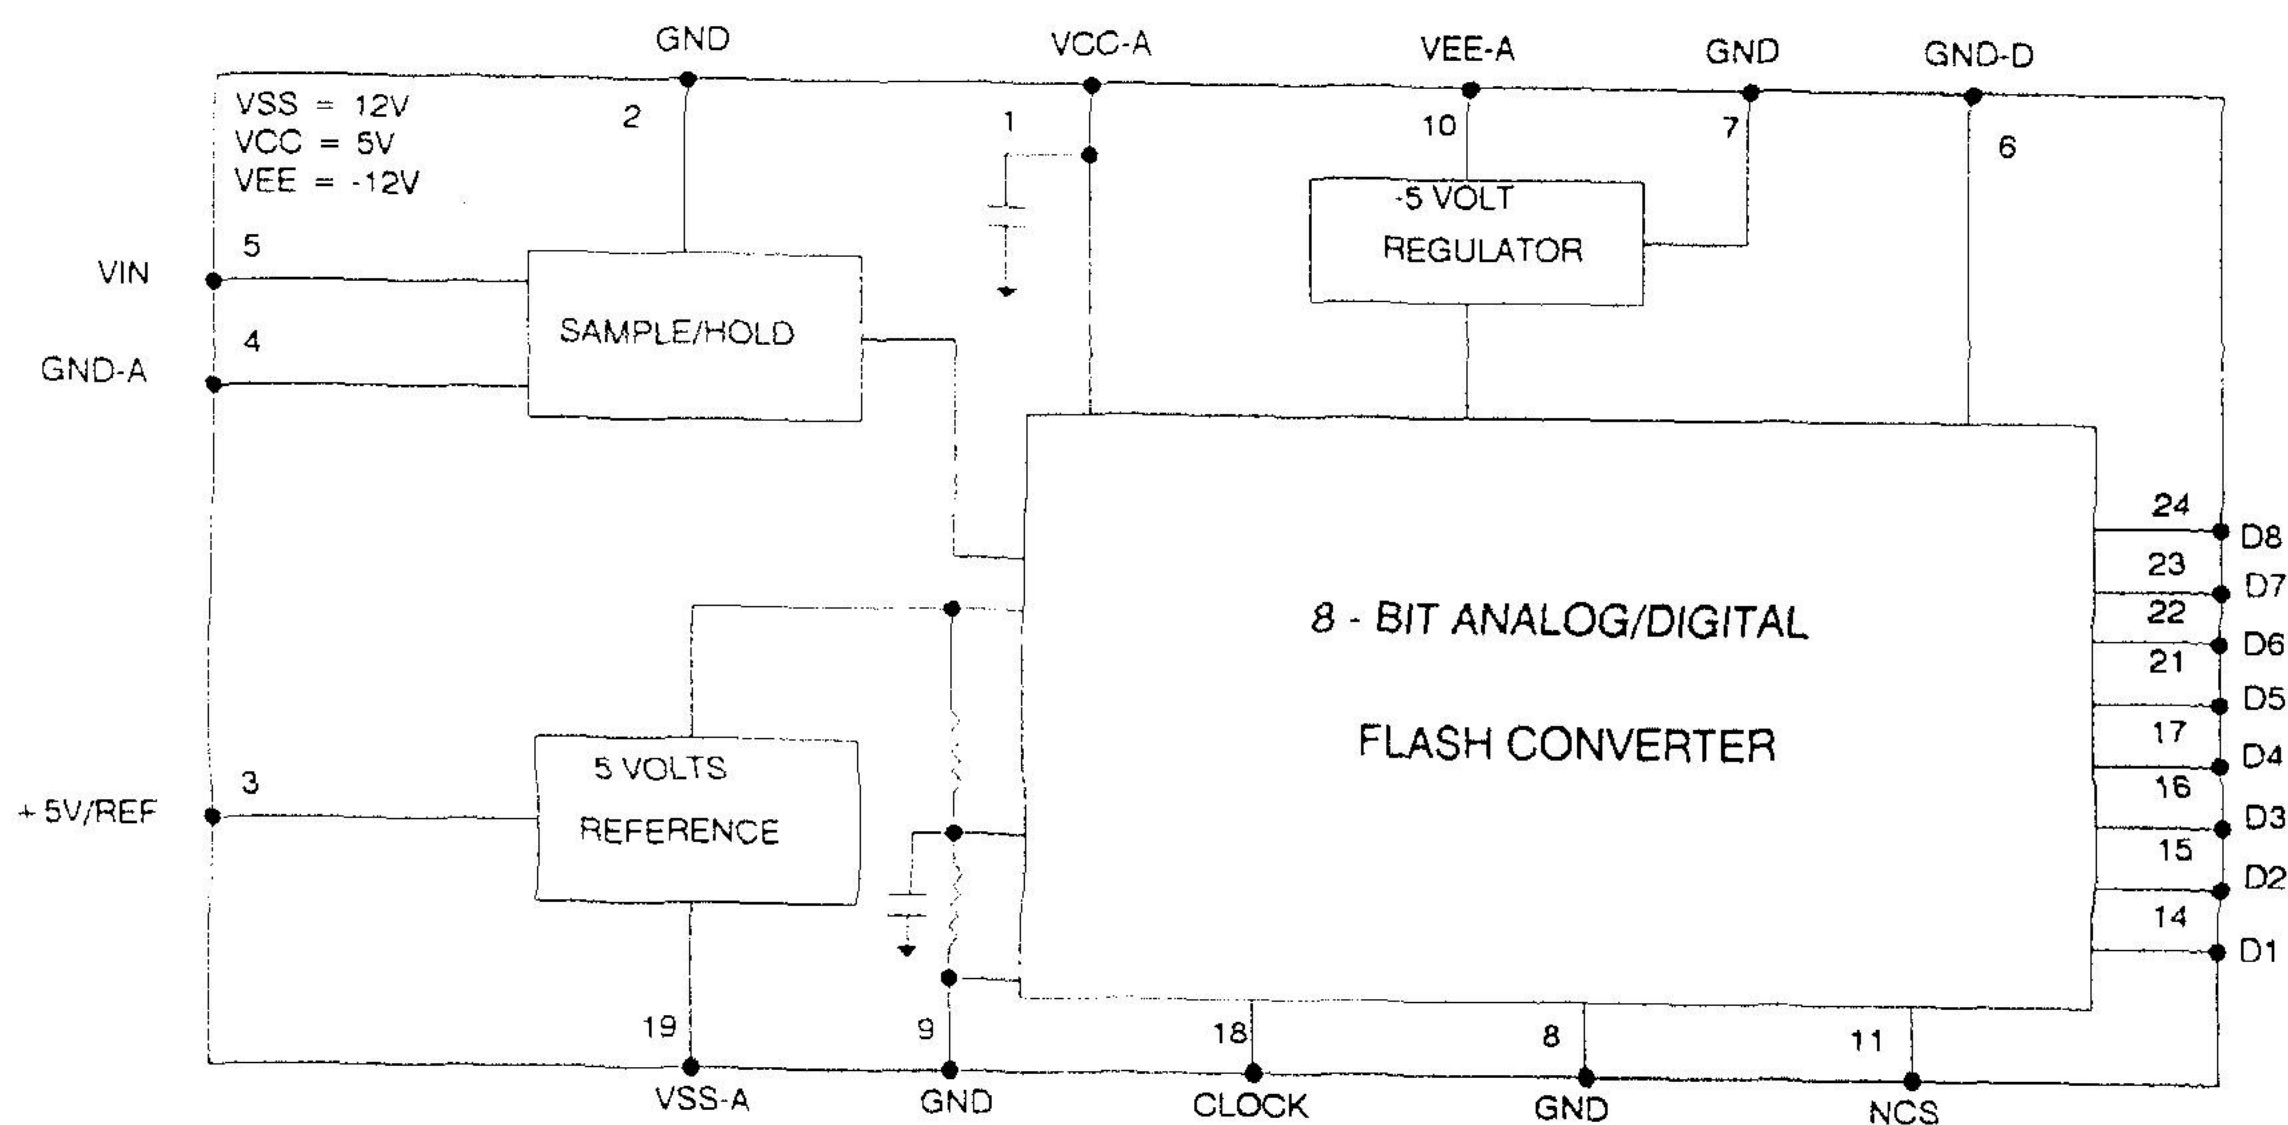 GND
VCC-A
VEE-A
GND
GND-D
VSS = 12V
VCC = 5V
VEE = -12V
2
1
10
7
6
-5 VOLT
REGULATOR
5
VIN
SAMPLE/HOLD
4
GND-A
24
D8
23
D7
22
D6
21
D5
8 - BIT ANALOG/DIGITAL
FLASH CONVERTER
17
D4
16
D3
15
D2
14
D1
5 VOLTS
REFERENCE
3
+ 5V/REF
19
9
18
8
11
VSS-A
GND
CLOCK
GND
NCS